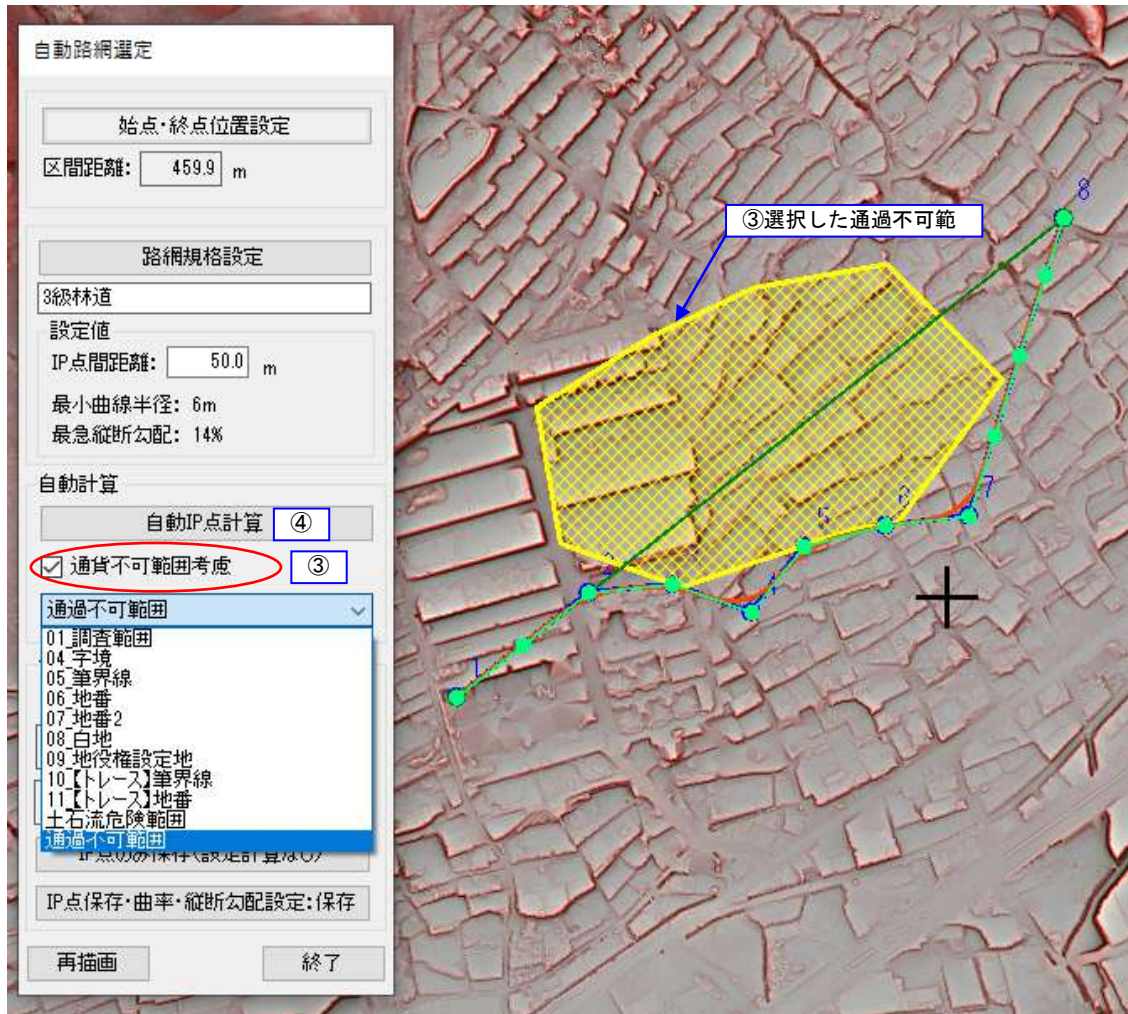 自動路網選定
始点・終点位置設定
区間距離: 459.9 m
路網規格設定
3級林道
設定値
IP点間距離: 50.0 m
最小曲線半径: 6m
最急縦断勾配: 14%
自動計算
自動IP点計算 ④
通貨不可範囲考慮 ③
通過不可範囲
01_調査範囲
04_字境
05_筆界線
06_地番
07_地番2
08_白地
09_地役権設定地
10_【トレース】筆界線
11_【トレース】地番
土石流危険範囲
通過不可範囲
IP点保存・曲率・縦断勾配設定:保存
再描画 終了
③選択した通過不可範
8
7
5
1